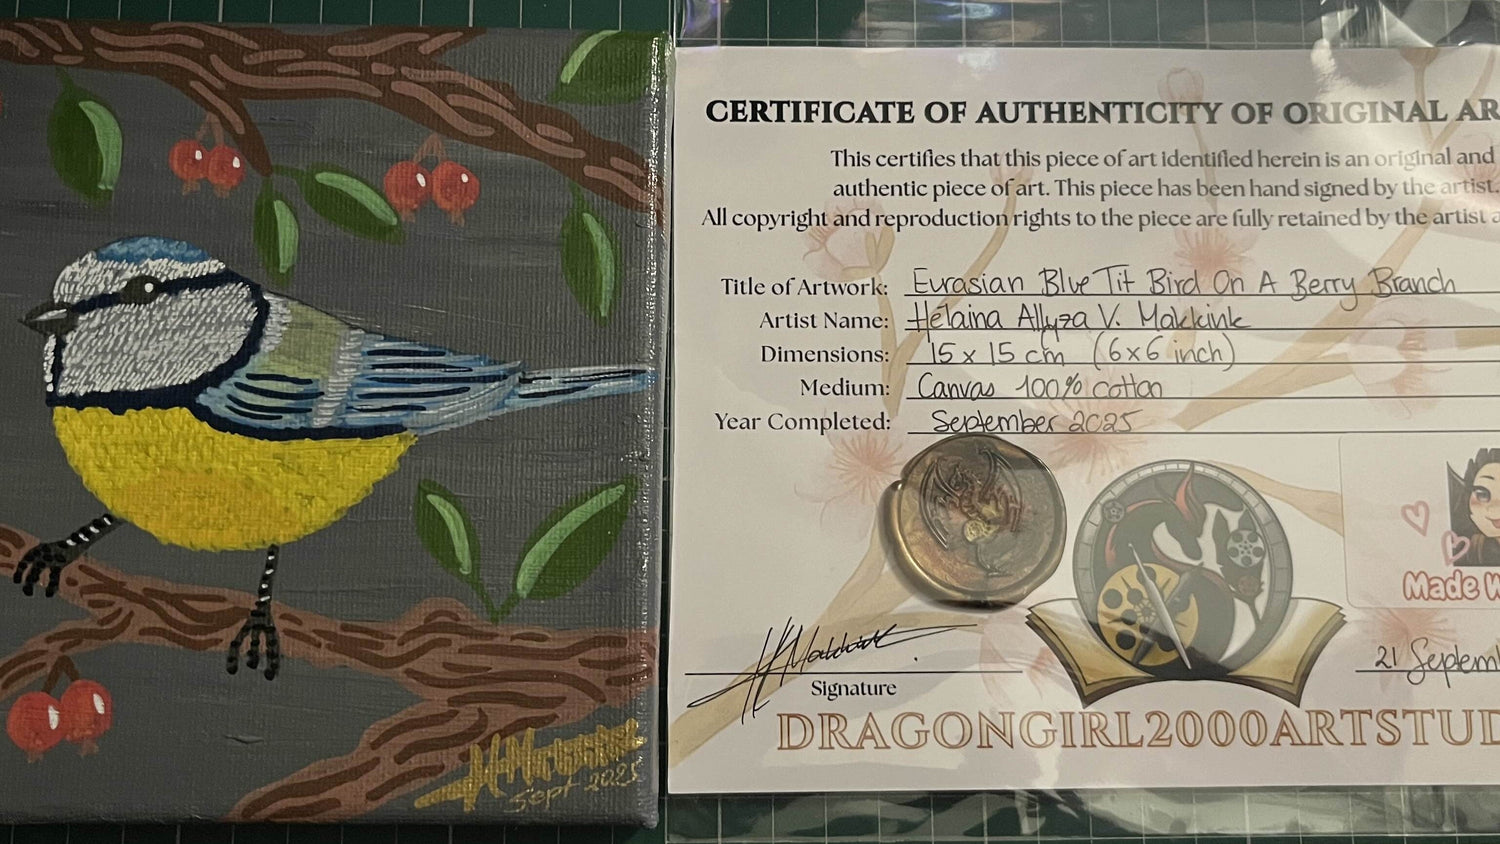 CERTIFICATE OF AUTHENTICITY OF ORIGINAL AR
This certifies that this piece of art identified herein is an original and
authentic piece of art. This piece has been hand signed by the artist.
All copyright and reproduction rights to the piece are fully retained by the artist a
Title of Artwork: Eurasian Blue Tit Bird On A Berry Branch
Artist Name: Helaina Allyza V. Makkink
Dimensions: 15 x 15 cm (6x6 inch)
Medium: Canvas 100% cotton
Year Completed: September 2025
Made W
H Makkink
21 Septem
Signature
DRAGONGIRL2000ARTSTUD
Sept 2025